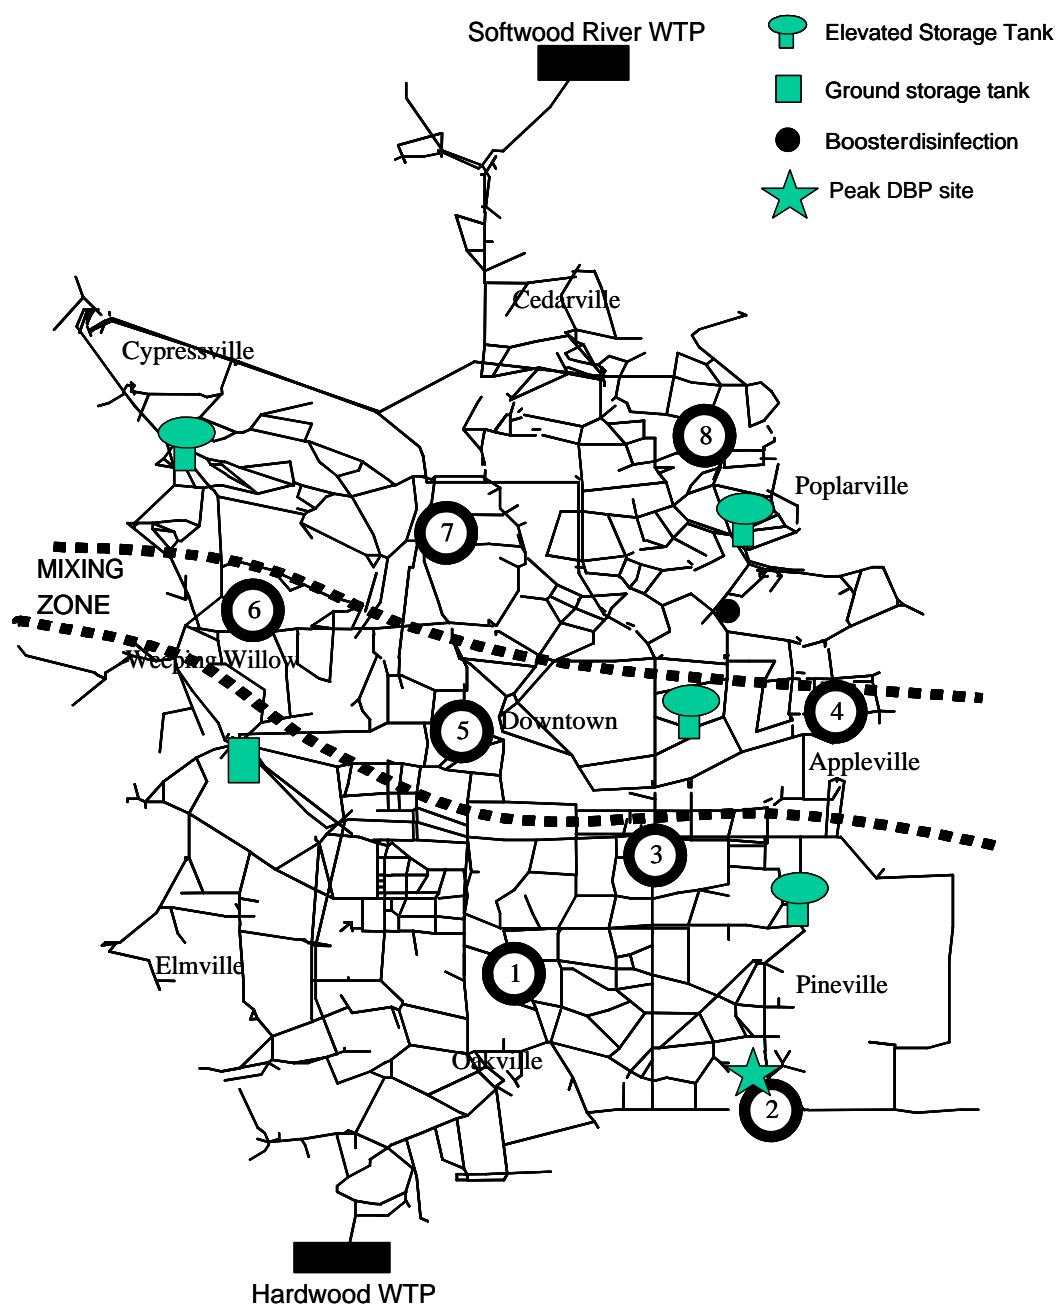 Softwood River WTP
Elevated Storage Tank
Ground storage tank
Boosterdisinfection
Peak DBP site
Cedarville
Cypressville
8
Poplarville
7
MIXING
ZONE
6
Weeping Willow
4
5
Downtown
Appleville
3
1
Elmville
Pineville
Oakville
2
Hardwood WTP